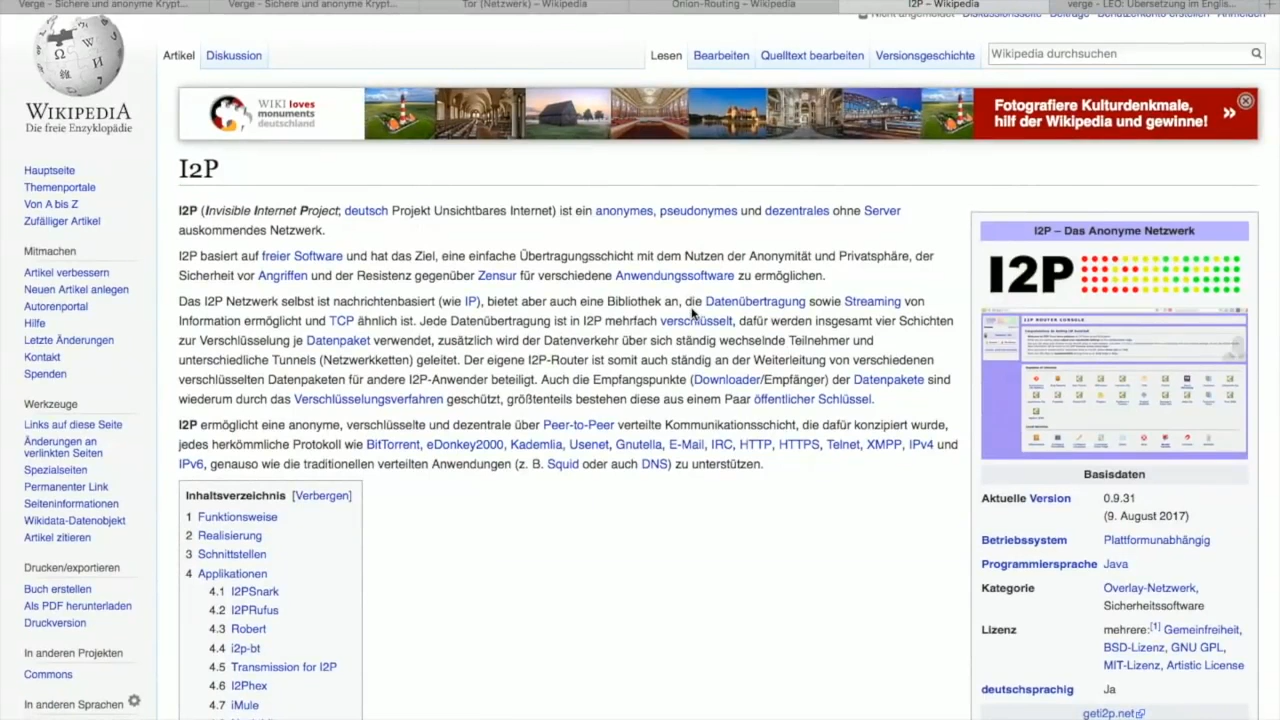 Verge - Sichere und anonyme Krypt...
Verge - Sichere und anonyme Krypt...
Tor (Netzwerk) – Wikipedia
Onion-Routing – Wikipedia
I2P – Wikipedia
verge - LEO: Übersetzung im Englis...
Nicht angemeldet Diskussionsseite Beiträge Benutzerkonto erstellen Anmelden
WIKIPEDIA
Die freie Enzyklopädie
Artikel Diskussion
Lesen Bearbeiten Quelltext bearbeiten Versionsgeschichte
Wikipedia durchsuchen
WIKI loves
monuments
deutschland
Fotografiere Kulturdenkmale,
hilf der Wikipedia und gewinne! »
Hauptseite
Themenportale
Von A bis Z
Zufälliger Artikel
Mitmachen
Artikel verbessern
Neuen Artikel anlegen
Autorenportal
Hilfe
Letzte Änderungen
Kontakt
Spenden
Werkzeuge
Links auf diese Seite
Änderungen an
verlinkten Seiten
Spezialseiten
Permanenter Link
Seiteninformationen
Wikidata-Datenobjekt
Artikel zitieren
Drucken/exportieren
Buch erstellen
Als PDF herunterladen
Druckversion
In anderen Projekten
Commons
In anderen Sprachen
I2P
I2P (Invisible Internet Project; deutsch Projekt Unsichtbares Internet) ist ein anonymes, pseudonymes und dezentrales ohne Server
auskommendes Netzwerk.
I2P basiert auf freier Software und hat das Ziel, eine einfache Übertragungsschicht mit dem Nutzen der Anonymität und Privatsphäre, der
Sicherheit vor Angriffen und der Resistenz gegenüber Zensur für verschiedene Anwendungssoftware zu ermöglichen.
Das I2P Netzwerk selbst ist nachrichtenbasiert (wie IP), bietet aber auch eine Bibliothek an, die Datenübertragung sowie Streaming von
Information ermöglicht und TCP ähnlich ist. Jede Datenübertragung ist in I2P mehrfach verschlüsselt, dafür werden insgesamt vier Schichten
zur Verschlüsselung je Datenpaket verwendet, zusätzlich wird der Datenverkehr über sich ständig wechselnde Teilnehmer und
unterschiedliche Tunnels (Verbindungen) geleitet. Der eigene I2P-Router ist somit auch ständig an der Weiterleitung von verschiedenen
verschlüsselten Datenpaketen für andere I2P-Anwender beteiligt. Auch die Empfangspunkte (Downloader/Empfänger) der Datenpakete sind
wiederum durch das Verschlüsselungsverfahren geschützt, größtenteils bestehen diese aus einem Paar öffentlicher Schlüssel.
I2P ermöglicht eine anonyme, verschlüsselte und dezentrale über Peer-to-Peer verteilte Kommunikationsschicht, die dafür konzipiert wurde,
jedes herkömmliche Protokoll wie BitTorrent, eDonkey2000, Kademlia, Usenet, Gnutella, E-Mail, IRC, HTTP, HTTPS, Telnet, XMPP, IPv4 und
IPv6, genauso wie die traditionellen verteilten Anwendungen (z. B. Squid oder auch DNS) zu unterstützen.
Inhaltsverzeichnis [Verbergen]
1 Funktionsweise
2 Realisierung
3 Schnittstellen
4 Applikationen
4.1 I2PSnark
4.2 I2PRufus
4.3 Robert
4.4 i2p-bt
4.5 Transmission for I2P
4.6 I2Phex
4.7 iMule
I2P – Das Anonyme Netzwerk
I2P
I2P ROUTER CONSOLE
Basisdaten
Aktuelle Version 0.9.31
(9. August 2017)
Betriebssystem Plattformunabhängig
Programmiersprache Java
Kategorie Overlay-Netzwerk,
Sicherheitssoftware
Lizenz mehrere:[1] Gemeinfreiheit,
BSD-Lizenz, GNU GPL,
MIT-Lizenz, Artistic License
deutschsprachig Ja
geti2p.net